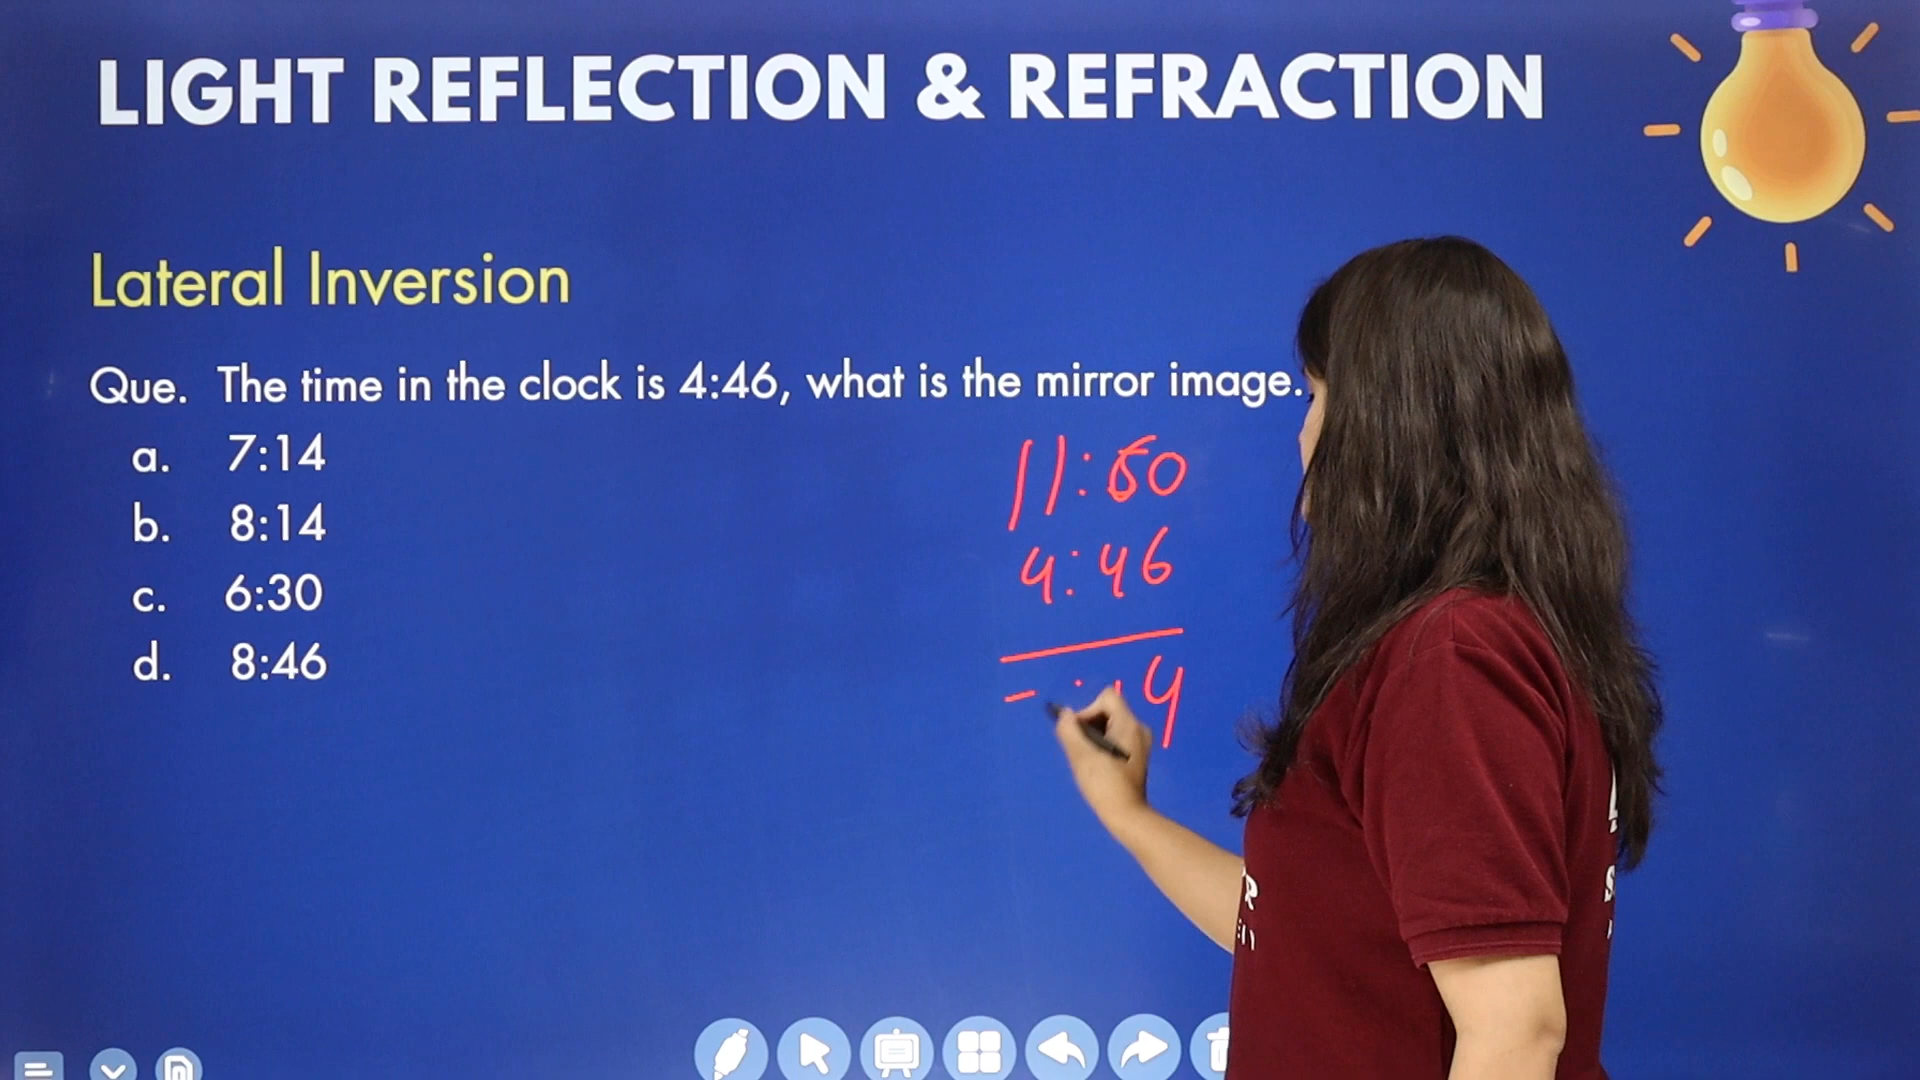 LIGHT REFLECTION & REFRACTION
Lateral Inversion
Que. The time in the clock is 4:46, what is the mirror image.
a. 7:14
b. 8:14
c. 6:30
d. 8:46
11:60
4:46
4